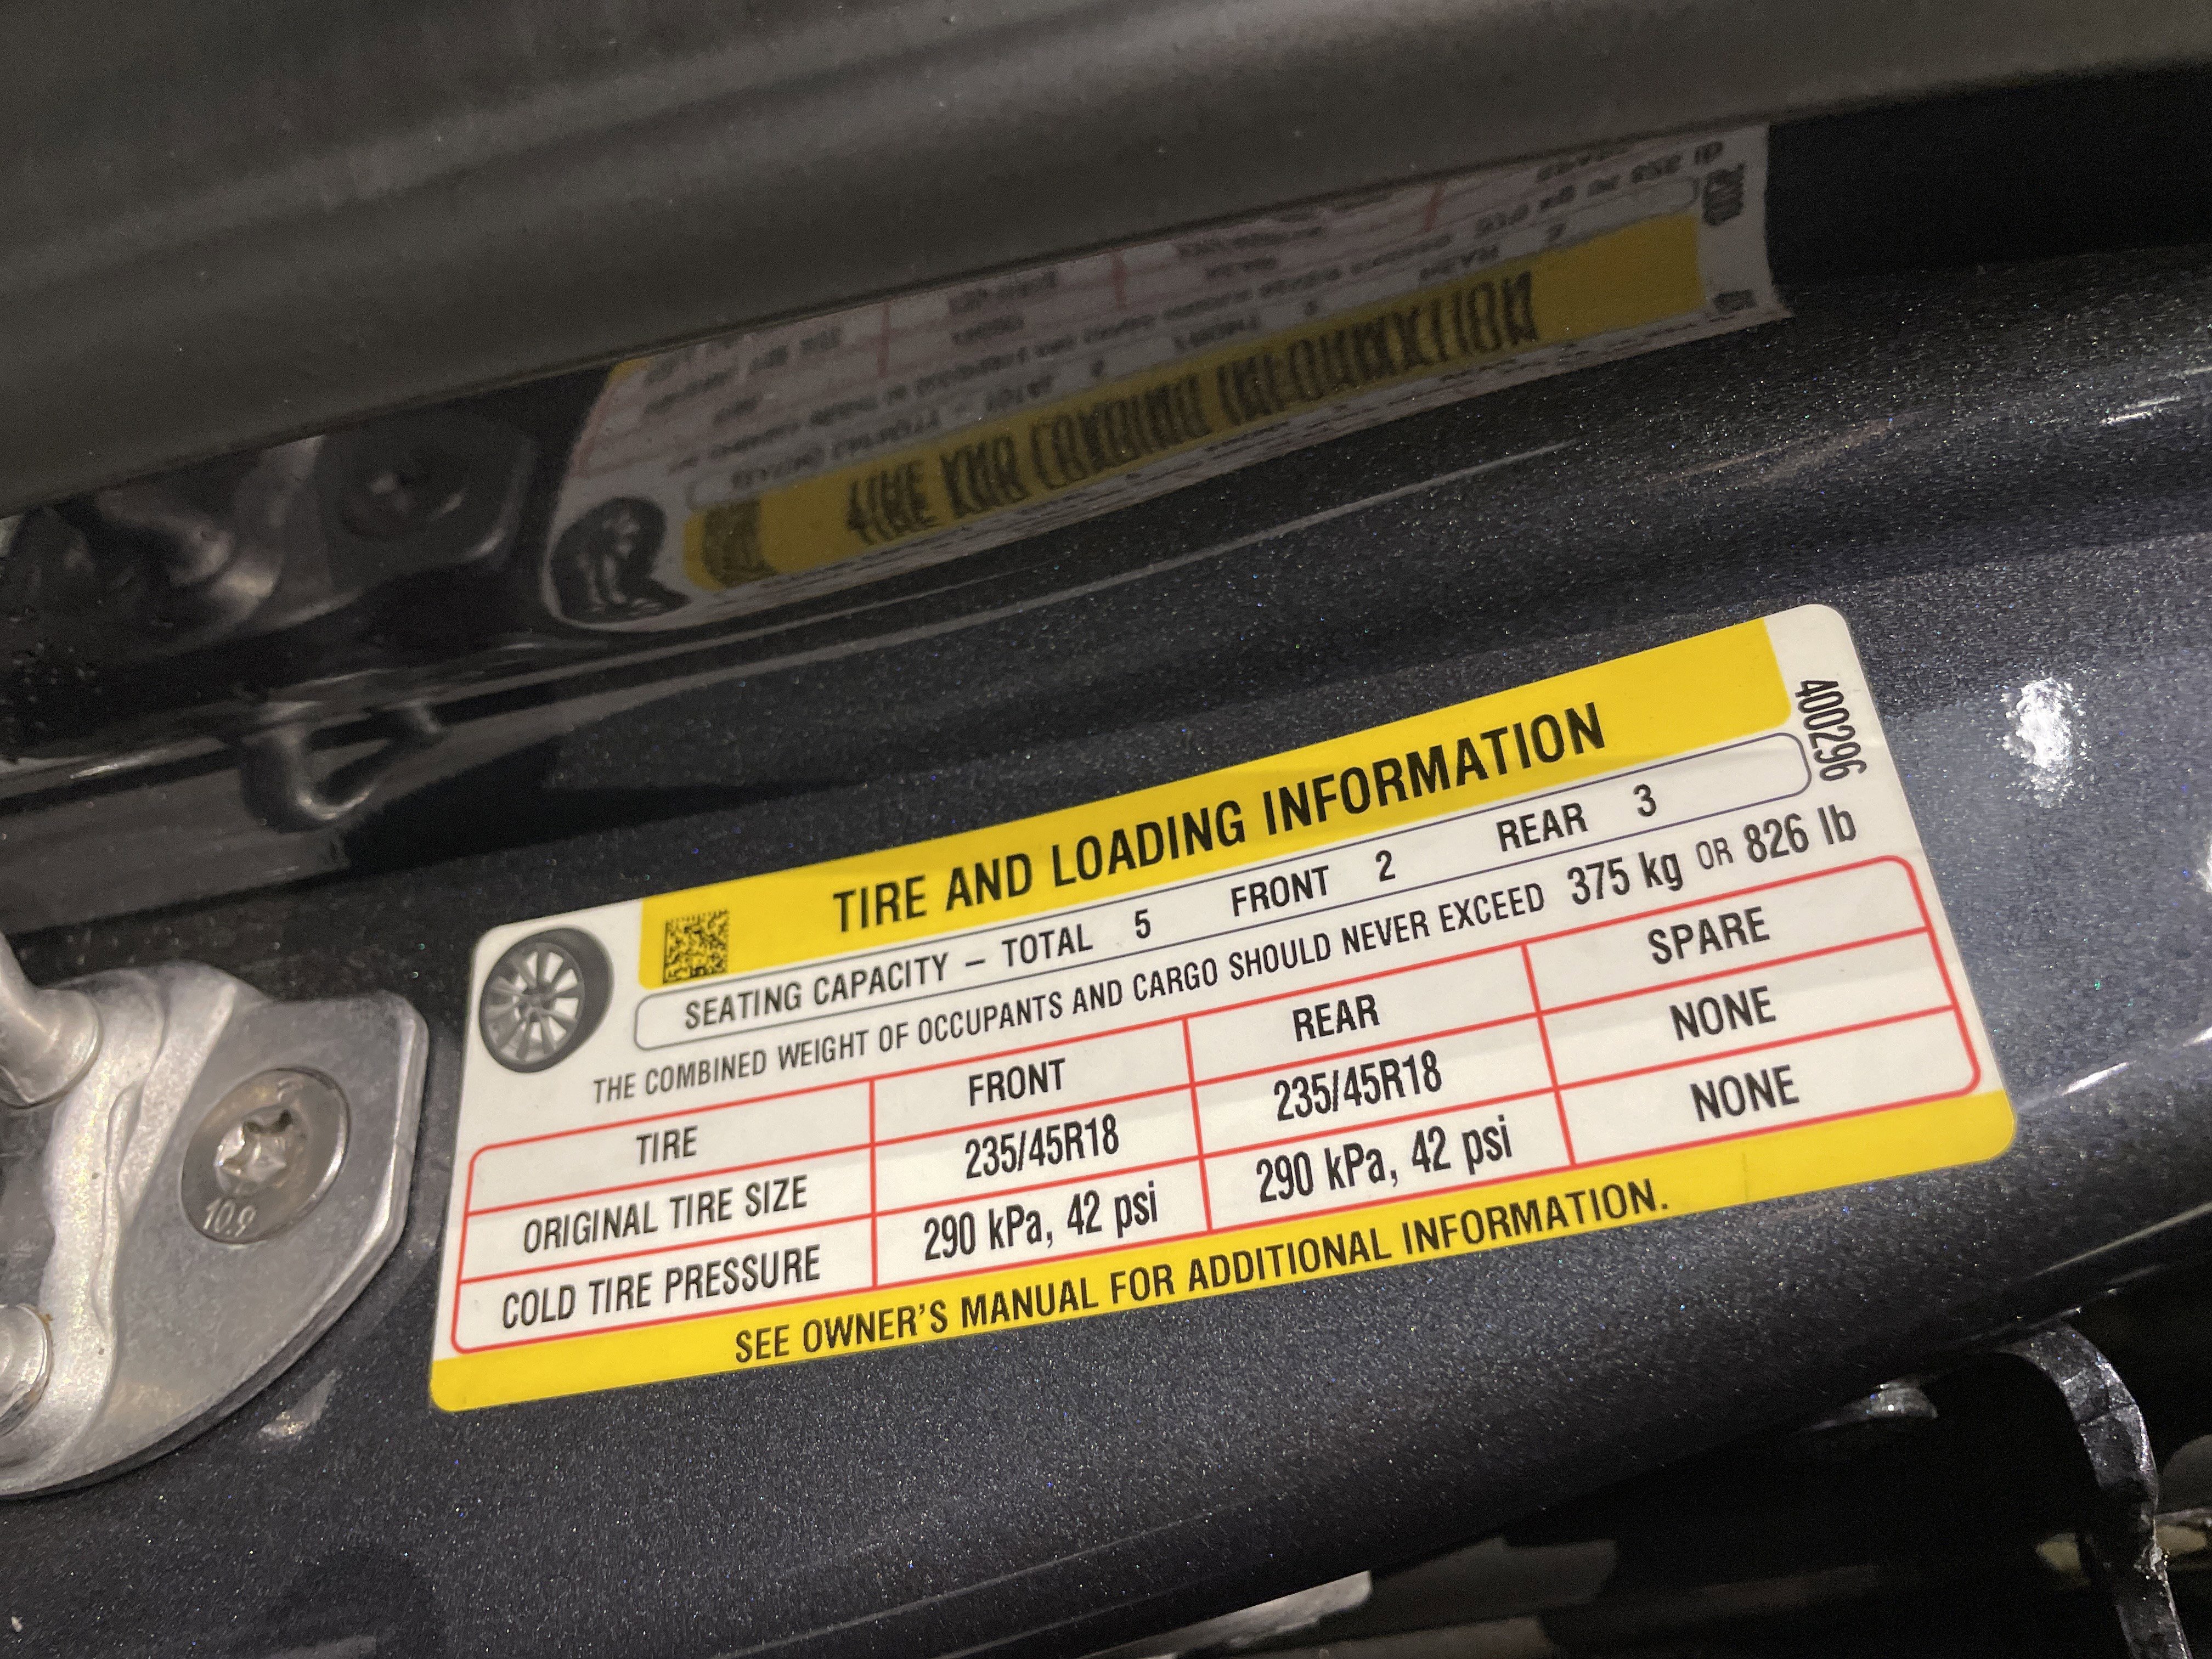 TIRE AND LOADING INFORMATION
400296
SEATING CAPACITY – TOTAL 5 FRONT 2 REAR 3
THE COMBINED WEIGHT OF OCCUPANTS AND CARGO SHOULD NEVER EXCEED 375 kg OR 826 lb
TIRE FRONT REAR SPARE
ORIGINAL TIRE SIZE 235/45R18 235/45R18 NONE
COLD TIRE PRESSURE 290 kPa, 42 psi 290 kPa, 42 psi NONE
SEE OWNER'S MANUAL FOR ADDITIONAL INFORMATION.
10.9